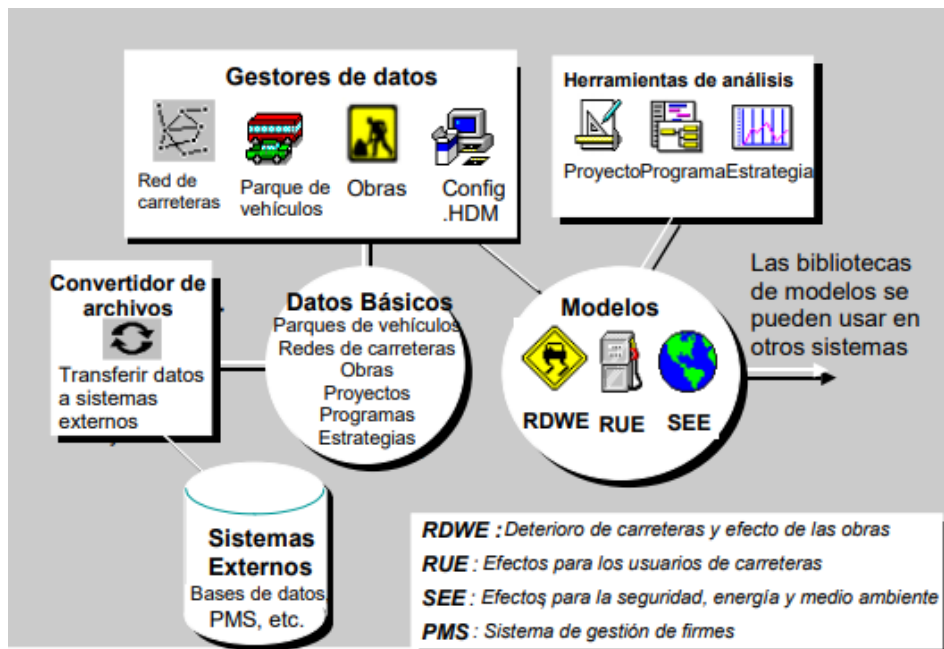 Gestores de datos
Red de
carreteras
Parque de
vehículos
Obras
Config
.HDM
Herramientas de análisis
Proyecto
Programa
Estrategia
Convertidor de
archivos
Transferir datos
a sistemas
externos
Datos Básicos
Parques de vehículos
Redes de carreteras
Obras
Proyectos
Programas
Estrategias
Modelos
RDWE
RUE
SEE
Las bibliotecas
de modelos se
pueden usar en
otros sistemas
Sistemas
Externos
Bases de datos,
PMS, etc.
RDWE : Deterioro de carreteras y efecto de las obras
RUE : Efectos para los usuarios de carreteras
SEE : Efectos para la seguridad, energía y medio ambiente
PMS : Sistema de gestión de firmes